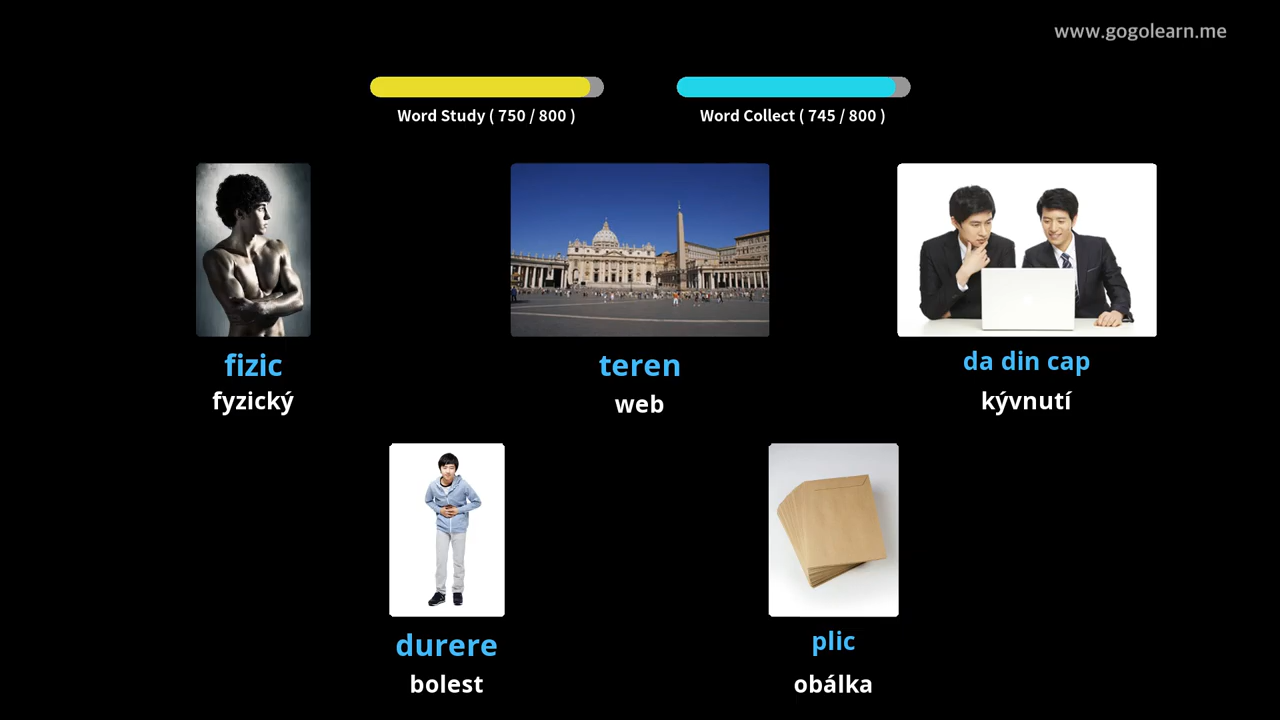 www.gogolearn.me
Word Study ( 750 / 800 )
Word Collect ( 745 / 800 )
fizic
fyzický
teren
web
da din cap
kývnutí
durere
bolest
plic
obálka